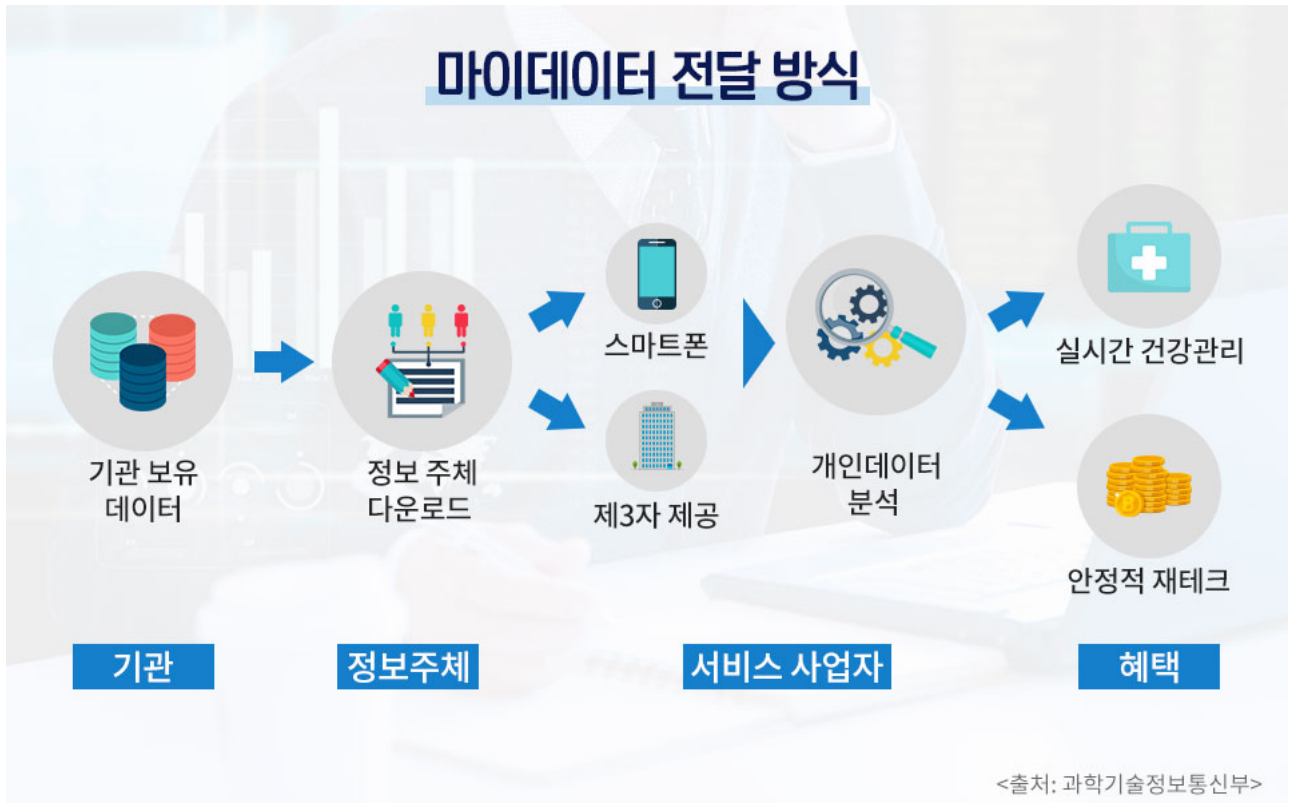 마이데이터 전달 방식
기관 보유
데이터
정보 주체
다운로드
스마트폰
제3자 제공
개인데이터
분석
실시간 건강관리
안정적 재테크
기관
정보주체
서비스 사업자
혜택
<출처: 과학기술정보통신부>